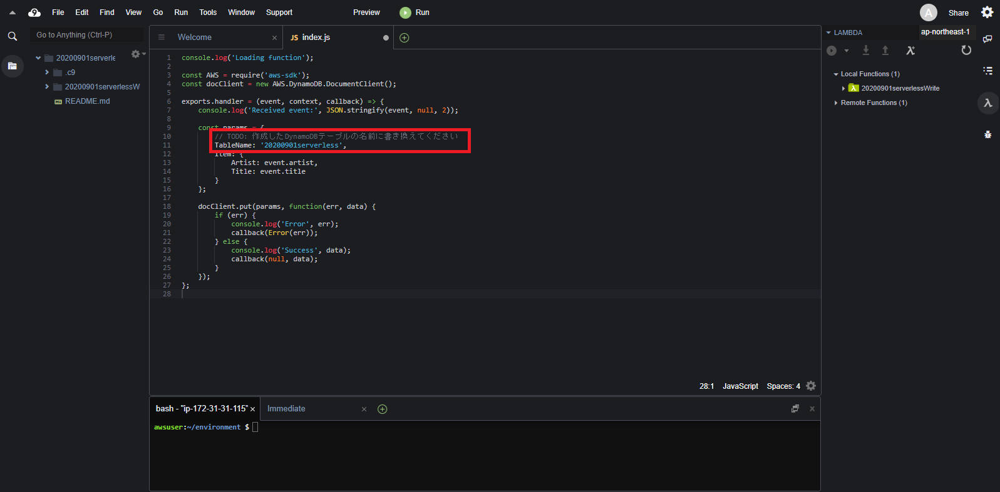 File Edit Find View Go Run Tools Window Support Preview Run A Share
Go to Anything (Ctrl-P)
20200901serverle
.c9
20200901serverlessW
README.md
Welcome
JS index.js
1 console.log('Loading function');
2
3 const AWS = require('aws-sdk');
4 const docClient = new AWS.DynamoDB.DocumentClient();
5
6 exports.handler = (event, context, callback) => {
7 console.log('Received event:', JSON.stringify(event, null, 2));
8
9 const params = {
10 // TODO: 作成したDynamoDBテーブルの名前に書き換えてください
11 TableName: '20200901serverless',
12 Item: {
13 Artist: event.artist,
14 Title: event.title
15 }
16 };
17
18 docClient.put(params, function(err, data) {
19 if (err) {
20 console.log('Error', err);
21 callback(Error(err));
22 } else {
23 console.log('Success', data);
24 callback(null, data);
25 }
26 });
27 };
28
28:1 JavaScript Spaces: 4
bash - "ip-172-31-31-115"
Immediate
awsuser:~/environment $
LAMBDA
ap-northeast-1
Local Functions (1)
20200901serverlessWrite
Remote Functions (1)